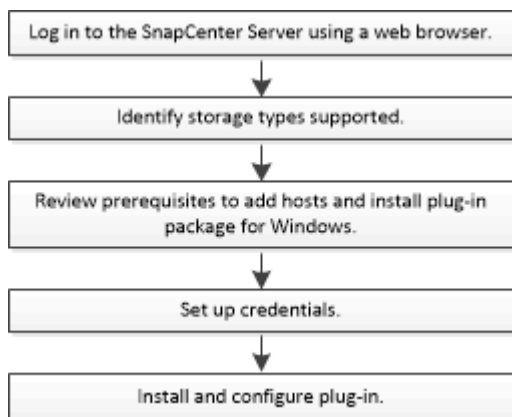 Log in to the SnapCenter Server using a web browser.
Identify storage types supported.
Review prerequisites to add hosts and install plug-in
package for Windows.
Set up credentials.
Install and configure plug-in.